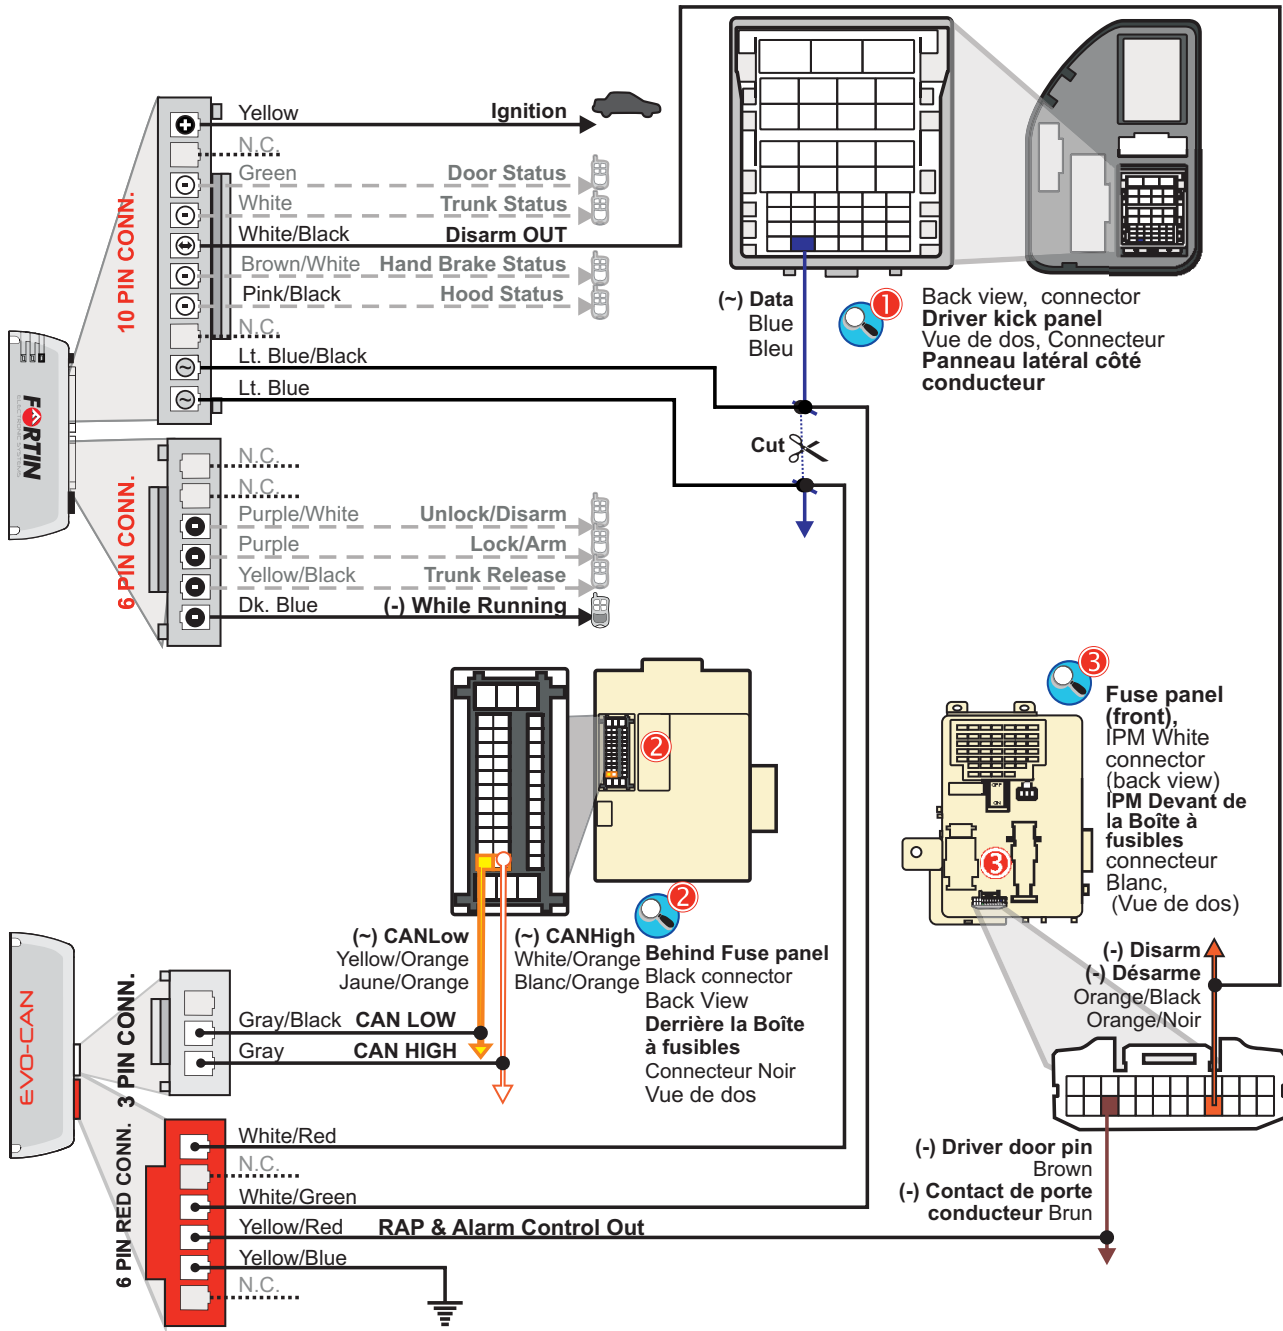 10 PIN CONN.
Yellow Ignition
N.C.
Green Door Status
White Trunk Status
White/Black Disarm OUT
Brown/White Hand Brake Status
Pink/Black Hood Status
N.C.
Lt. Blue/Black
Lt. Blue
FORTIN
6 PIN CONN.
N.C.
N.C.
Purple/White Unlock/Disarm
Purple Lock/Arm
Yellow/Black Trunk Release
Dk. Blue (-) While Running
(~) Data
Blue
Bleu
Cut
1
Back view, connector
Driver kick panel
Vue de dos, Connecteur
Panneau latéral côté
conducteur
2
2
(~) CANLow
Yellow/Orange
Jaune/Orange
(~) CANHigh
White/Orange
Blanc/Orange
Behind Fuse panel
Black connector
Back View
Derrière la Boîte
à fusibles
Connecteur Noir
Vue de dos
3
Fuse panel
(front),
IPM White
connector
(back view)
IPM Devant de
la Boîte à
fusibles
connecteur
Blanc,
(Vue de dos)
OFF
ON
3
(-) Disarm
(-) Désarme
Orange/Black
Orange/Noir
(-) Driver door pin
Brown
(-) Contact de porte
conducteur Brun
EVO-CAN
3 PIN CONN.
Gray/Black CAN LOW
Gray CAN HIGH
6 PIN RED CONN.
White/Red
N.C.
White/Green
Yellow/Red RAP & Alarm Control Out
Yellow/Blue
N.C.